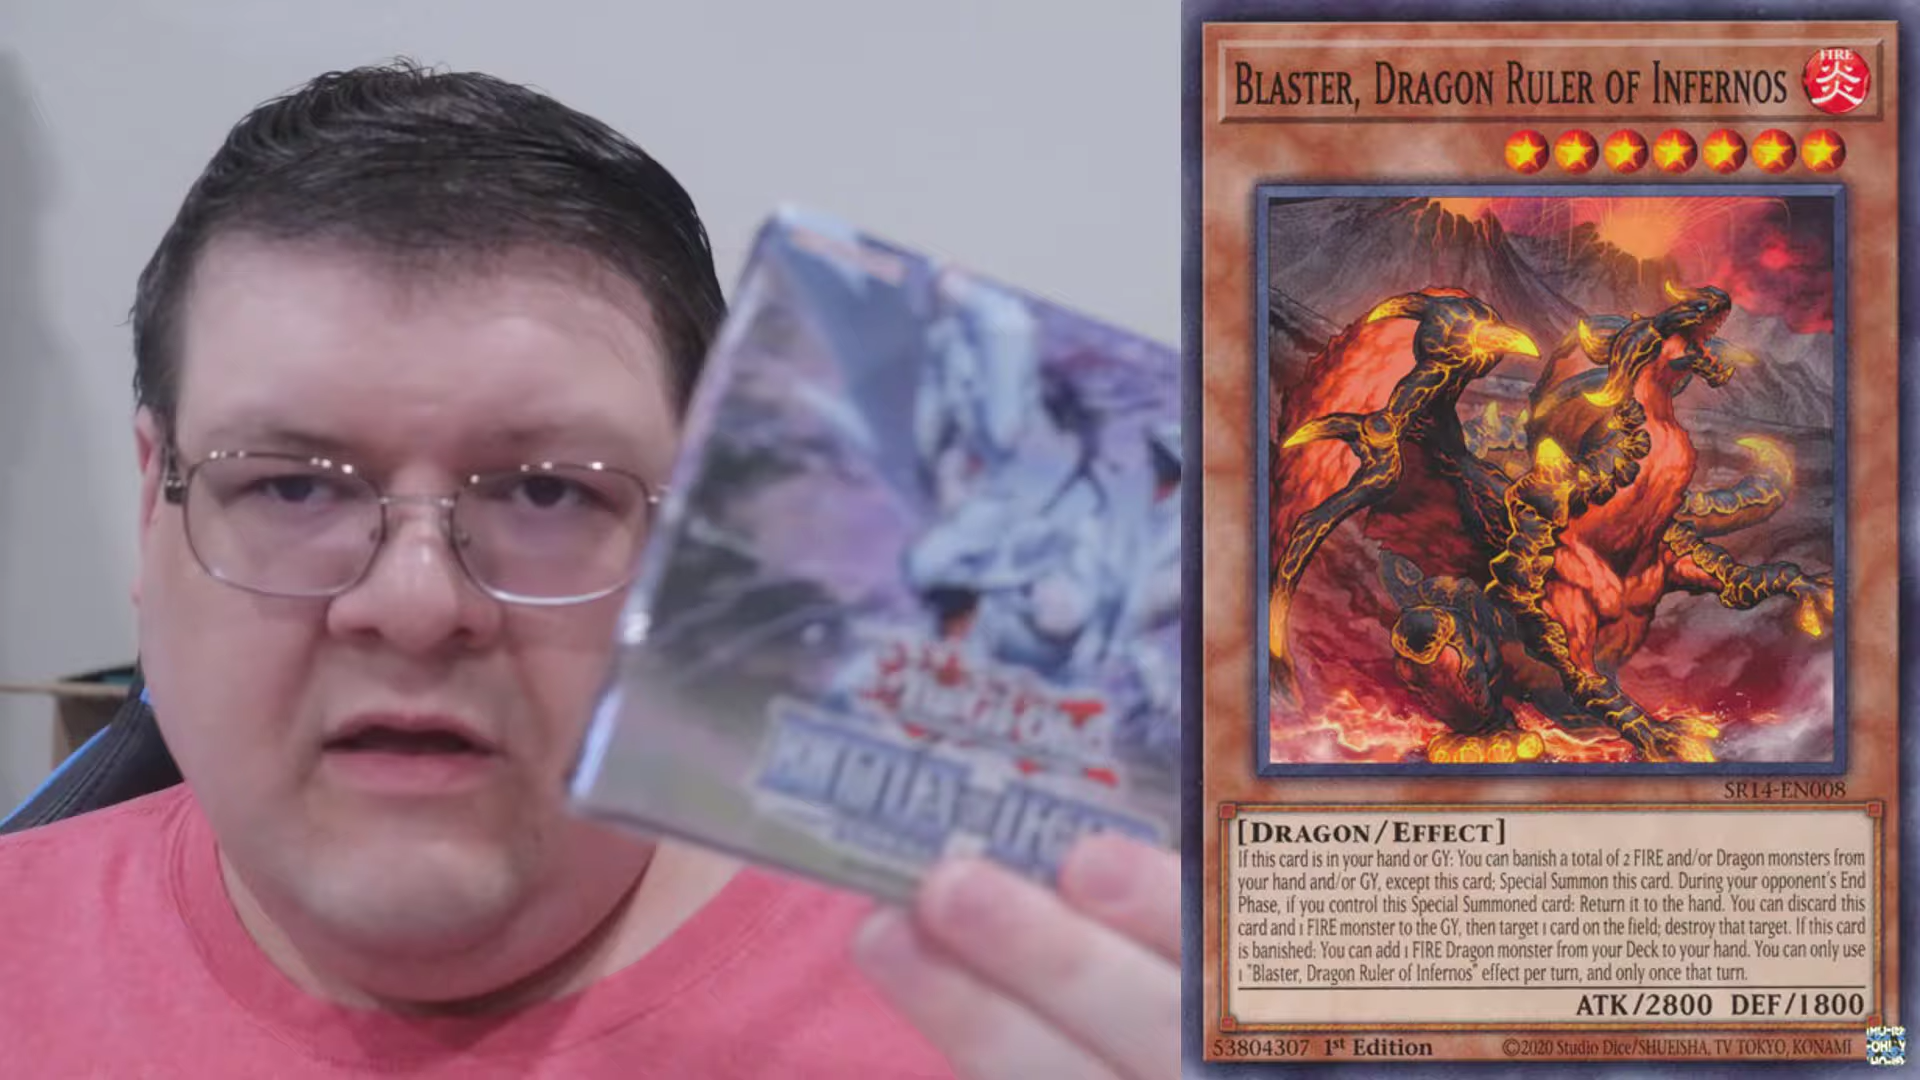 YU-GI-OH!
BLASTER, DRAGON RULER OF INFERNOS
FIRE
炎
SR14-EN008
[DRAGON/EFFECT]
If this card is in your hand or GY: You can banish a total of 2 FIRE and/or Dragon monsters from
your hand and/or GY, except this card; Special Summon this card. During your opponent's End
Phase, if you control this Special Summoned card: Return it to the hand. You can discard this
card and 1 FIRE monster to the GY, then target 1 card on the field; destroy that target. If this card
is banished: You can add 1 FIRE Dragon monster from your Deck to your hand. You can only use
1 "Blaster, Dragon Ruler of Infernos" effect per turn, and only once that turn.
ATK/2800 DEF/1800
53804307 1st Edition ©2020 Studio Dice/SHUEISHA, TV TOKYO, KONAMI